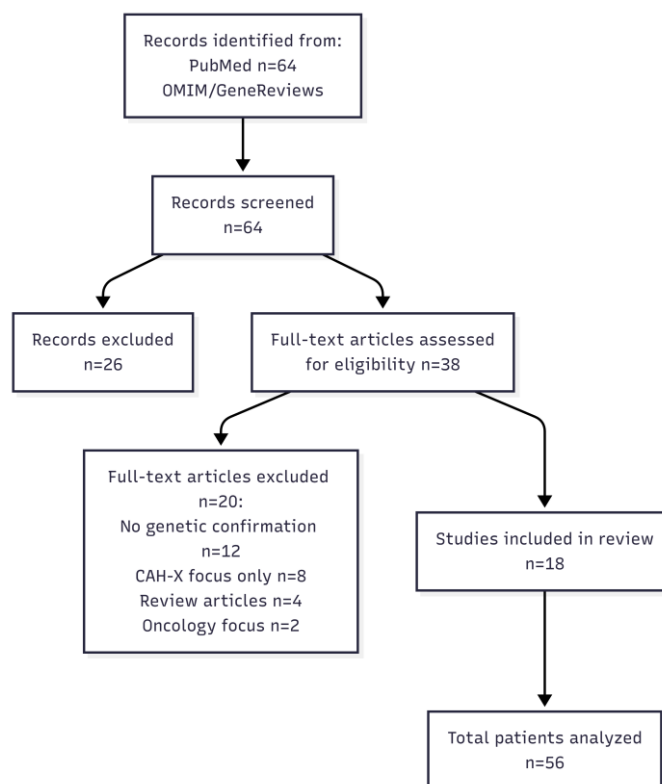 Records identified from:
PubMed n=64
OMIM/GeneReviews
Records screened
n=64
Records excluded
n=26
Full-text articles assessed
for eligibility n=38
Full-text articles excluded
n=20:
No genetic confirmation
n=12
CAH-X focus only n=8
Review articles n=4
Oncology focus n=2
Studies included in review
n=18
Total patients analyzed
n=56